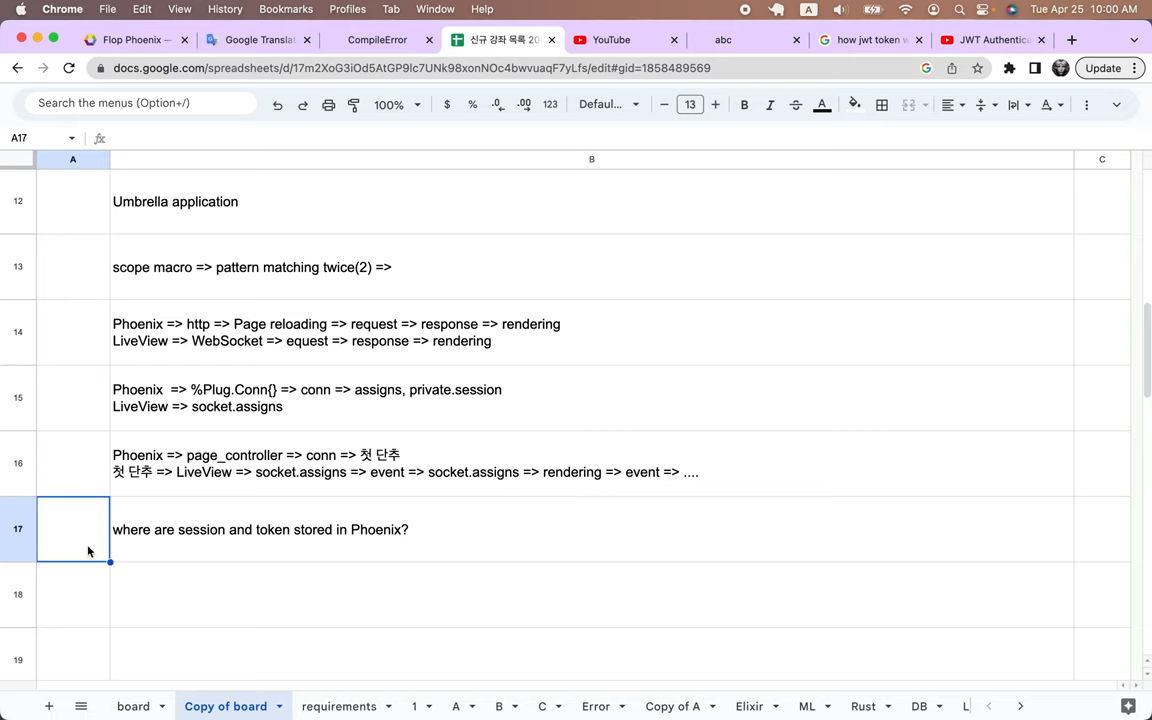 Chrome File Edit View History Bookmarks Profiles Tab Window Help A Tue Apr 25 10:00 AM
Flop Phoenix — Google Translat CompileError 신규 강좌 목록 20 YouTube abc how jwt token w JWT Authentica
docs.google.com/spreadsheets/d/17m2XoG3iOd5AtGP9lc7UNk98xonNOc4bwvuaqF7yLfs/edit#gid=1858489569 Update
Search the menus (Option+/) 100% $ % .0 .00 123 Defaul... 13 B I S A
A17 fx
A B C
12 Umbrella application
13 scope macro => pattern matching twice(2) =>
14 Phoenix => http => Page reloading => request => response => rendering
LiveView => WebSocket => equest => response => rendering
15 Phoenix => %Plug.Conn{} => conn => assigns, private.session
LiveView => socket.assigns
16 Phoenix => page_controller => conn => 첫 단추
첫 단추 => LiveView => socket.assigns => event => socket.assigns => rendering => event => ....
17 where are session and token stored in Phoenix?
18
19
board Copy of board requirements 1 A B C Error Copy of A Elixir ML Rust DB L